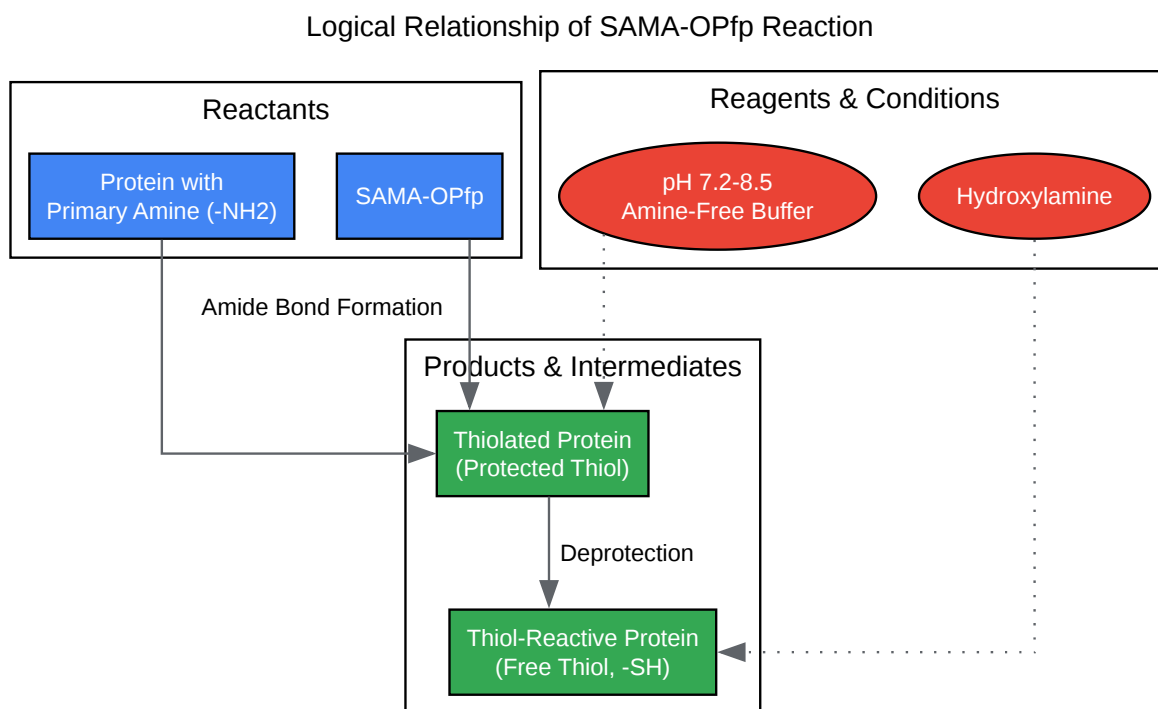 Logical Relationship of SAMA-OPfp Reaction
Reactants
Protein with
Primary Amine (-NH2)
SAMA-OPfp
Reagents & Conditions
pH 7.2-8.5
Amine-Free Buffer
Hydroxylamine
Amide Bond Formation
Products & Intermediates
Thiolated Protein
(Protected Thiol)
Deprotection
Thiol-Reactive Protein
(Free Thiol, -SH)